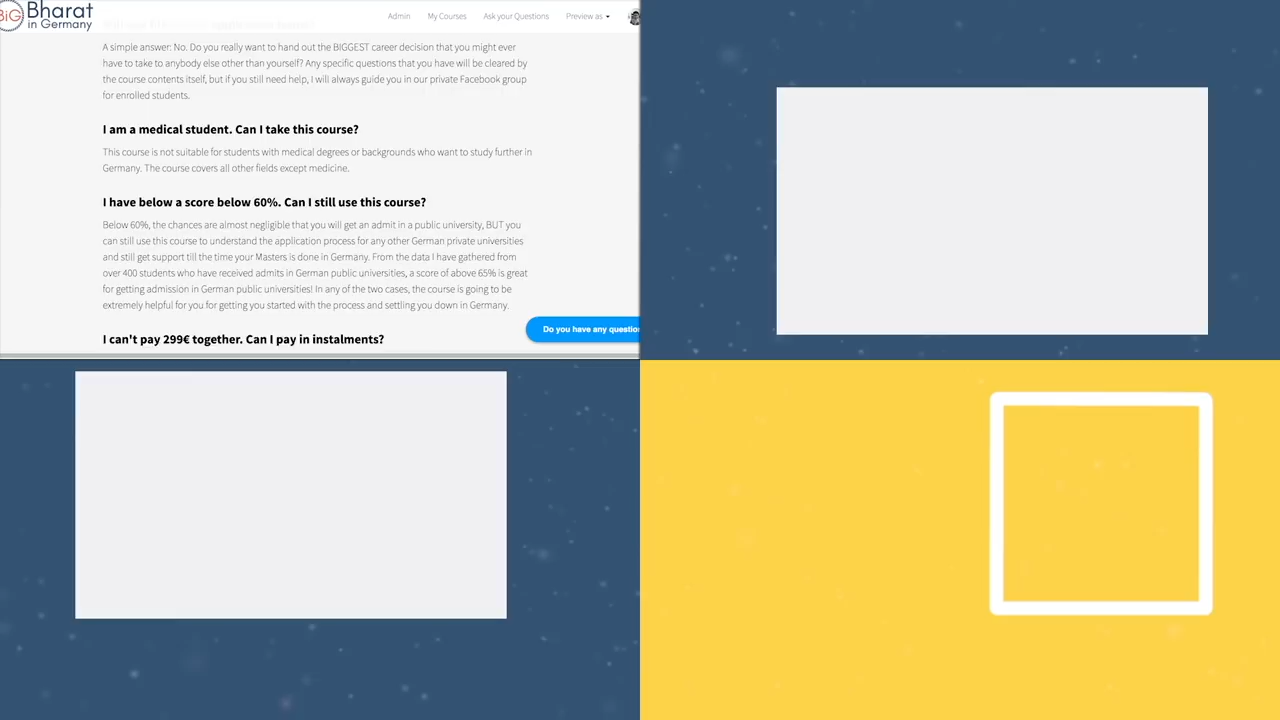 BiG Bharat
in Germany
Admin My Courses Ask your Questions Preview as
A simple answer: No. Do you really want to hand out the BIGGEST career decision that you might ever
have to take to anybody else other than yourself? Any specific questions that you have will be cleared by
the course contents itself, but if you still need help, I will always guide you in our private Facebook group
for enrolled students.
I am a medical student. Can I take this course?
This course is not suitable for students with medical degrees or backgrounds who want to study further in
Germany. The course covers all other fields except medicine.
I have below a score below 60%. Can I still use this course?
Below 60%, the chances are almost negligible that you will get an admit in a public university, BUT you
can still use this course to understand the application process for any other German private universities
and still get support till the time your Masters is done in Germany. From the data I have gathered from
over 400 students who have received admits in German public universities, a score of above 65% is great
for getting admission in German public universities! In any of the two cases, the course is going to be
extremely helpful for you for getting you started with the process and settling you down in Germany.
Do you have any questio
I can't pay 299€ together. Can I pay in instalments?